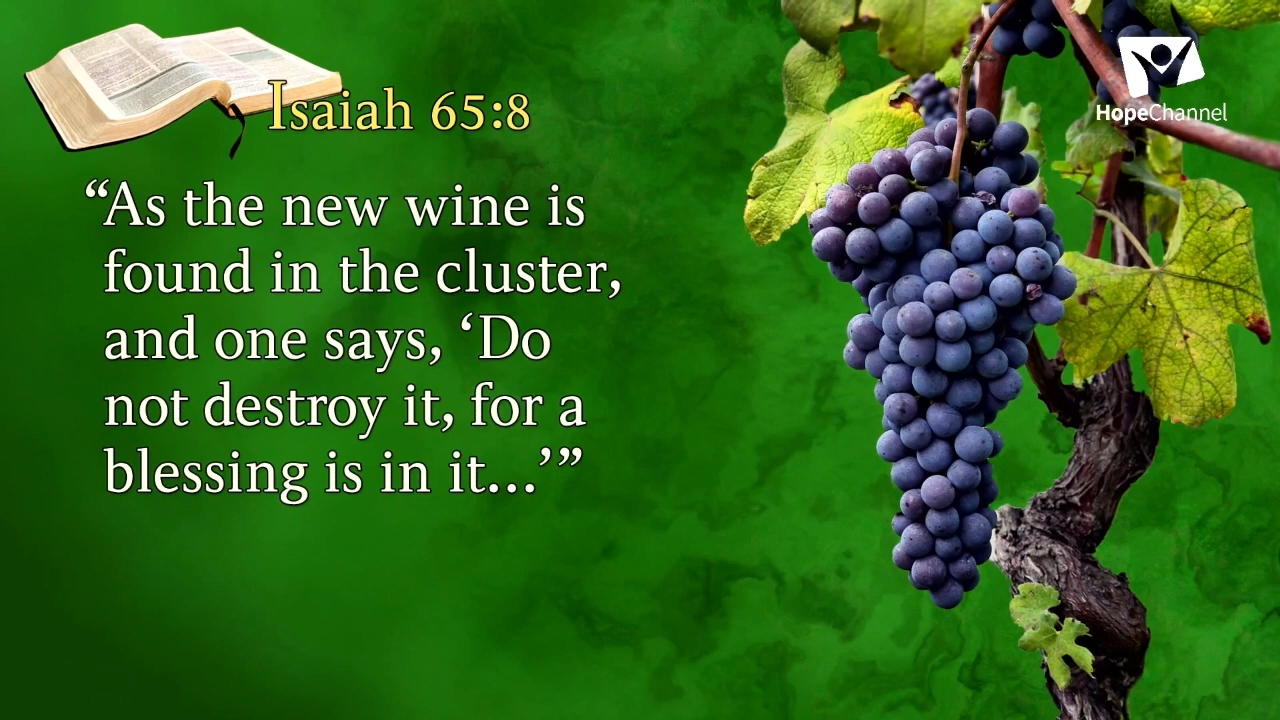 Isaiah 65:8
HopeChannel
“As the new wine is
found in the cluster,
and one says, ‘Do
not destroy it, for a
blessing is in it...’”